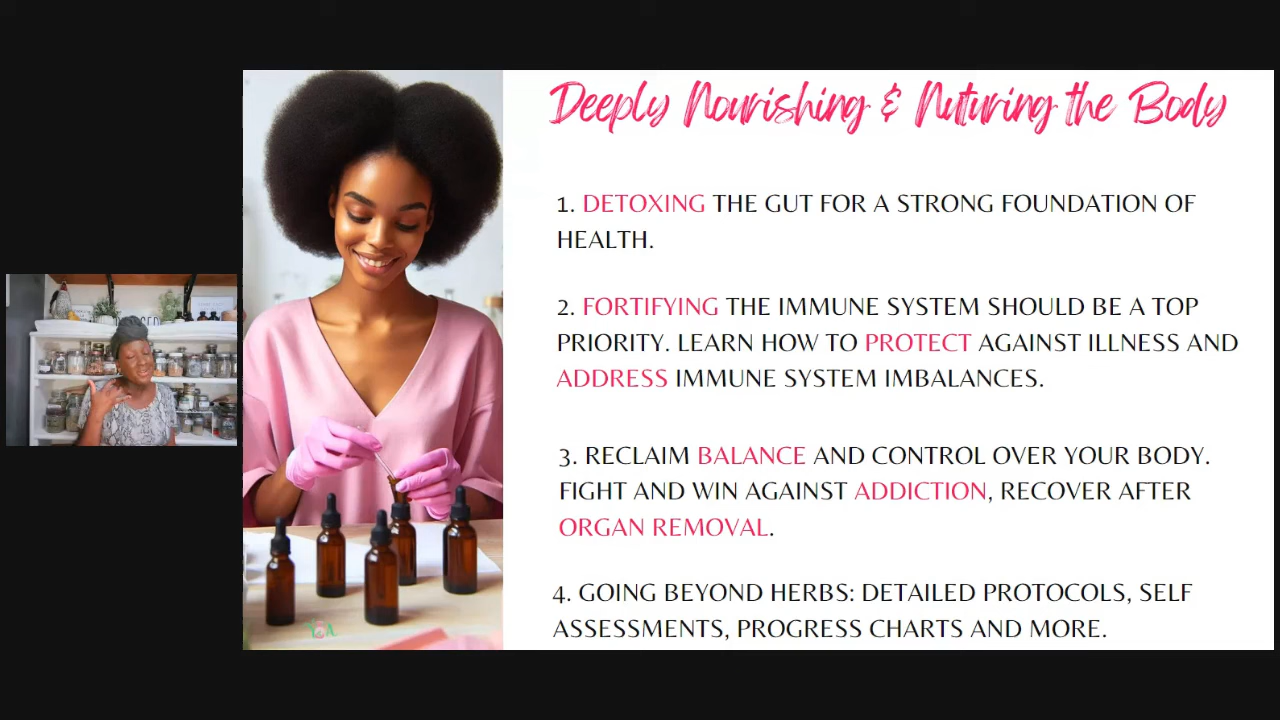 Deeply Nourishing & Nuturing the Body
1. DETOXING THE GUT FOR A STRONG FOUNDATION OF
HEALTH.
2. FORTIFYING THE IMMUNE SYSTEM SHOULD BE A TOP
PRIORITY. LEARN HOW TO PROTECT AGAINST ILLNESS AND
ADDRESS IMMUNE SYSTEM IMBALANCES.
3. RECLAIM BALANCE AND CONTROL OVER YOUR BODY.
FIGHT AND WIN AGAINST ADDICTION, RECOVER AFTER
ORGAN REMOVAL.
4. GOING BEYOND HERBS: DETAILED PROTOCOLS, SELF
ASSESSMENTS, PROGRESS CHARTS AND MORE.